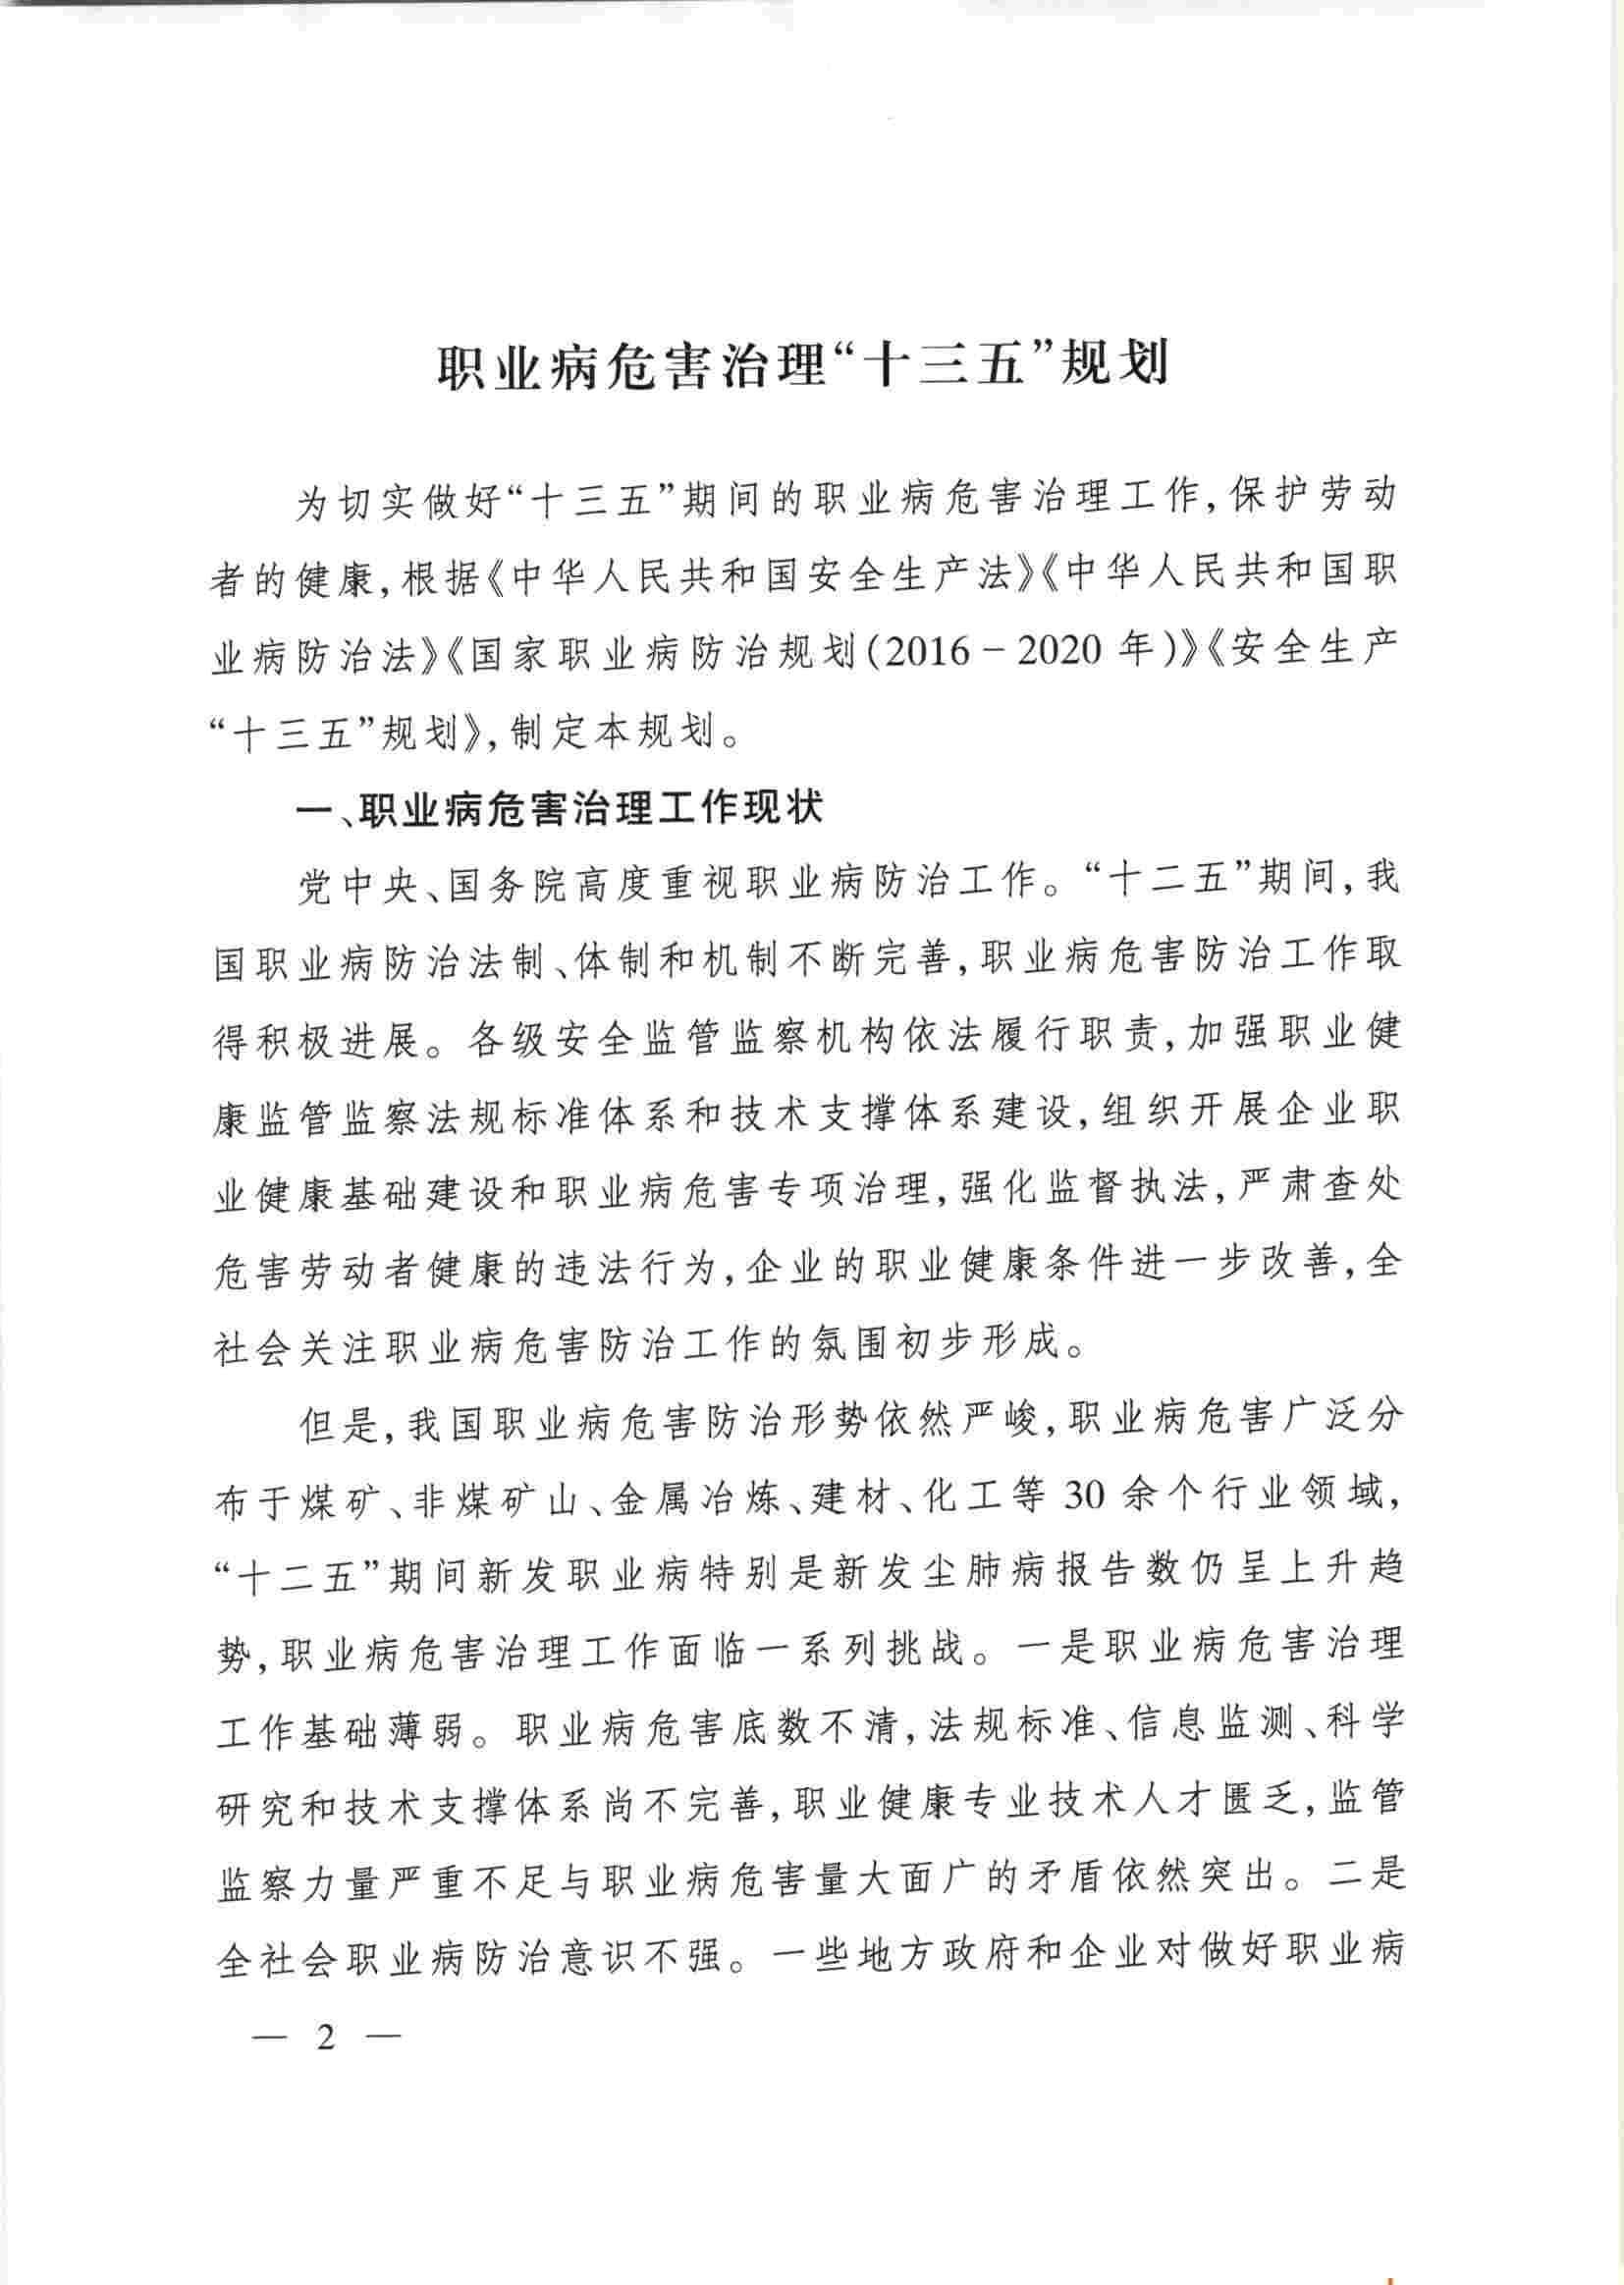 职业病危害治理“十三五”规划
为切实做好“十三五”期间的职业病危害治理工作,保护劳动
者的健康,根据《中华人民共和国安全生产法》《中华人民共和国职
业病防治法》《国家职业病防治规划(2016-2020年)》《安全生产
“十三五”规划》,制定本规划。
一、职业病危害治理工作现状
党中央、国务院高度重视职业病防治工作。“十二五”期间,我
国职业病防治法制、体制和机制不断完善,职业病危害防治工作取
得积极进展。各级安全监管监察机构依法履行职责,加强职业健
康监管监察法规标准体系和技术支撑体系建设,组织开展企业职
业健康基础建设和职业病危害专项治理,强化监督执法,严肃查处
危害劳动者健康的违法行为,企业的职业健康条件进一步改善,全
社会关注职业病危害防治工作的氛围初步形成。
但是,我国职业病危害防治形势依然严峻,职业病危害广泛分
布于煤矿、非煤矿山、金属冶炼、建材、化工等30余个行业领域,
“十二五”期间新发职业病特别是新发尘肺病报告数仍呈上升趋
势,职业病危害治理工作面临一系列挑战。一是职业病危害治理
工作基础薄弱。职业病危害底数不清,法规标准、信息监测、科学
研究和技术支撑体系尚不完善,职业健康专业技术人才匮乏,监管
监察力量严重不足与职业病危害量大面广的矛盾依然突出。二是
全社会职业病防治意识不强。一些地方政府和企业对做好职业病
— 2 —